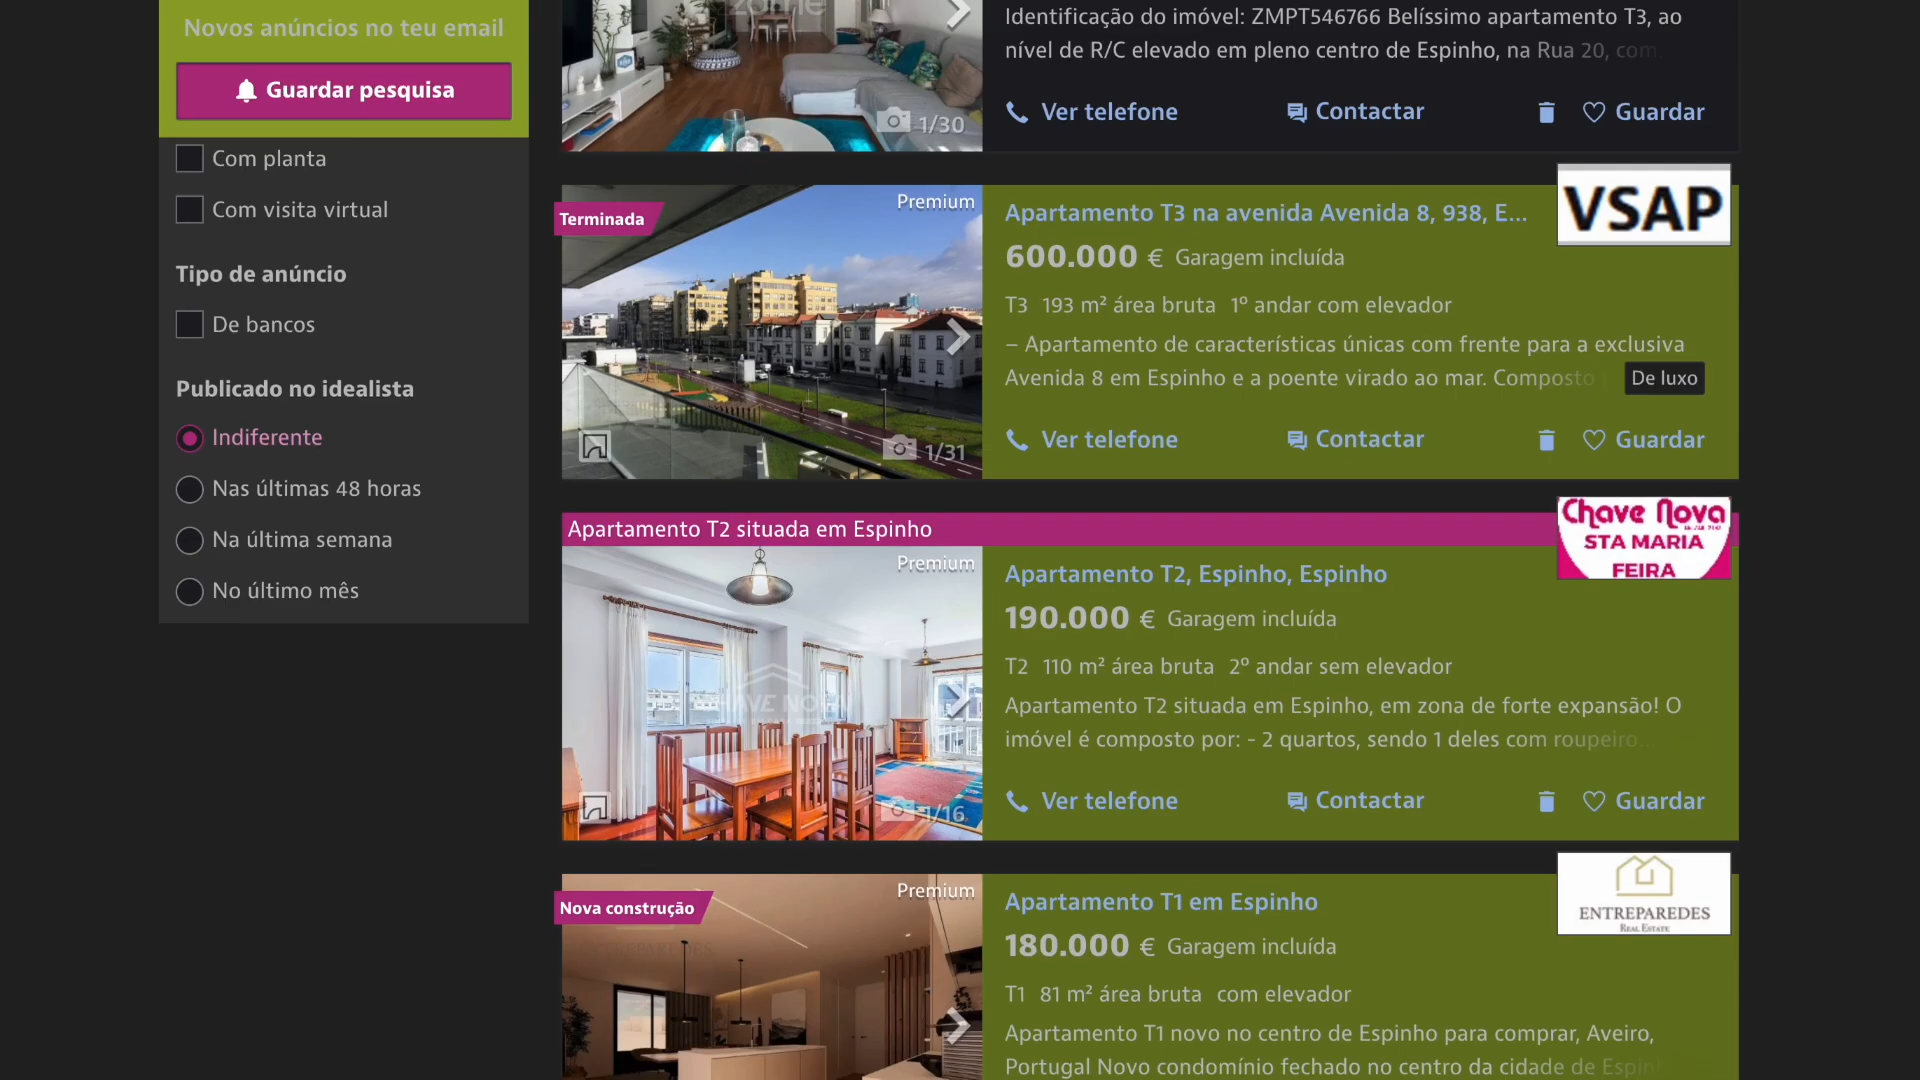 Novos anúncios no teu email
Guardar pesquisa
Com planta
Com visita virtual
Tipo de anúncio
De bancos
Publicado no idealista
Indiferente
Nas últimas 48 horas
Na última semana
No último mês
1/30
Identificação do imóvel: ZMPT546766 Belíssimo apartamento T3, ao
nível de R/C elevado em pleno centro de Espinho, na Rua 20, com
Ver telefone
Contactar
Guardar
Terminada
Premium
1/31
Apartamento T3 na avenida Avenida 8, 938, E...
VSAP
600.000 € Garagem incluída
T3 193 m² área bruta 1º andar com elevador
– Apartamento de características únicas com frente para a exclusiva
Avenida 8 em Espinho e a poente virado ao mar. Composto
De luxo
Ver telefone
Contactar
Guardar
Apartamento T2 situada em Espinho
Chave Nova
STA MARIA
FEIRA
Premium
1/16
Apartamento T2, Espinho, Espinho
190.000 € Garagem incluída
T2 110 m² área bruta 2º andar sem elevador
Apartamento T2 situada em Espinho, em zona de forte expansão! O
imóvel é composto por: - 2 quartos, sendo 1 deles com roupeiro...
Ver telefone
Contactar
Guardar
Nova construção
Premium
Apartamento T1 em Espinho
ENTREPAREDES
REAL ESTATE
180.000 € Garagem incluída
T1 81 m² área bruta com elevador
Apartamento T1 novo no centro de Espinho para comprar, Aveiro,
Portugal Novo condomínio fechado no centro da cidade de Espinh